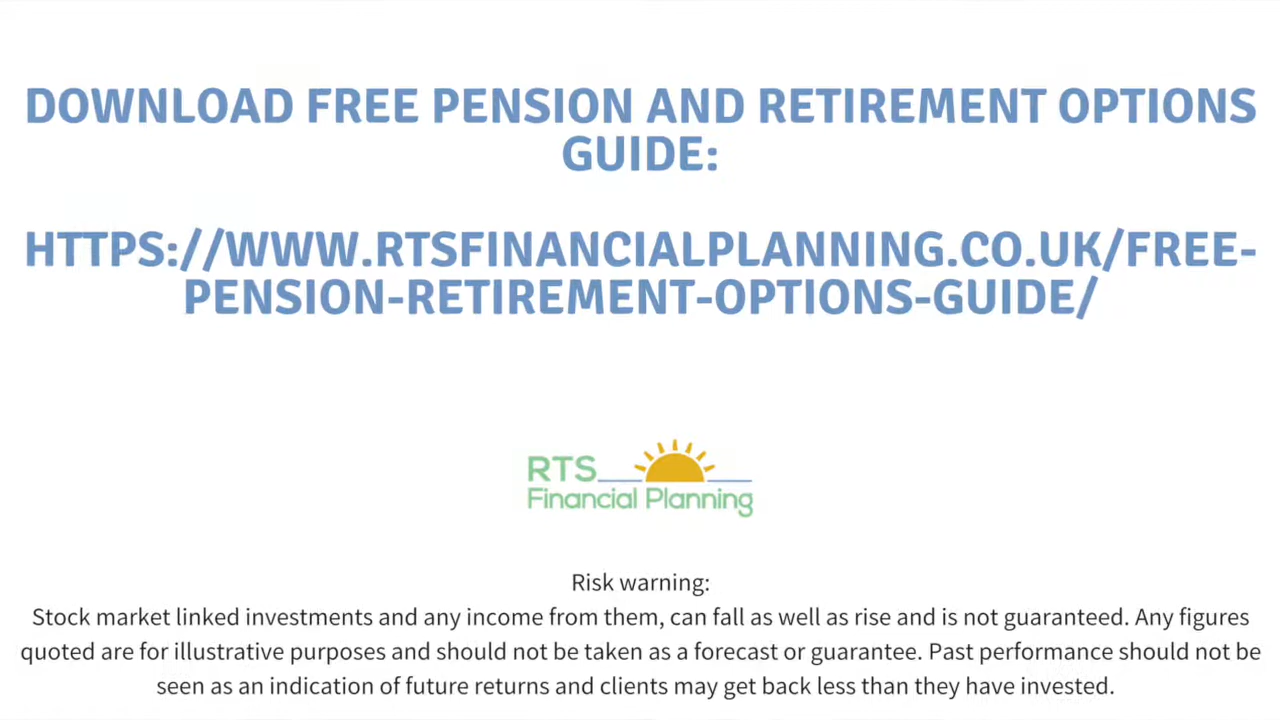 DOWNLOAD FREE PENSION AND RETIREMENT OPTIONS
GUIDE:
HTTPS://WWW.RTSFINANCIALPLANNING.CO.UK/FREE-
PENSION-RETIREMENT-OPTIONS-GUIDE/
RTS
Financial Planning
Risk warning:
Stock market linked investments and any income from them, can fall as well as rise and is not guaranteed. Any figures
quoted are for illustrative purposes and should not be taken as a forecast or guarantee. Past performance should not be
seen as an indication of future returns and clients may get back less than they have invested.